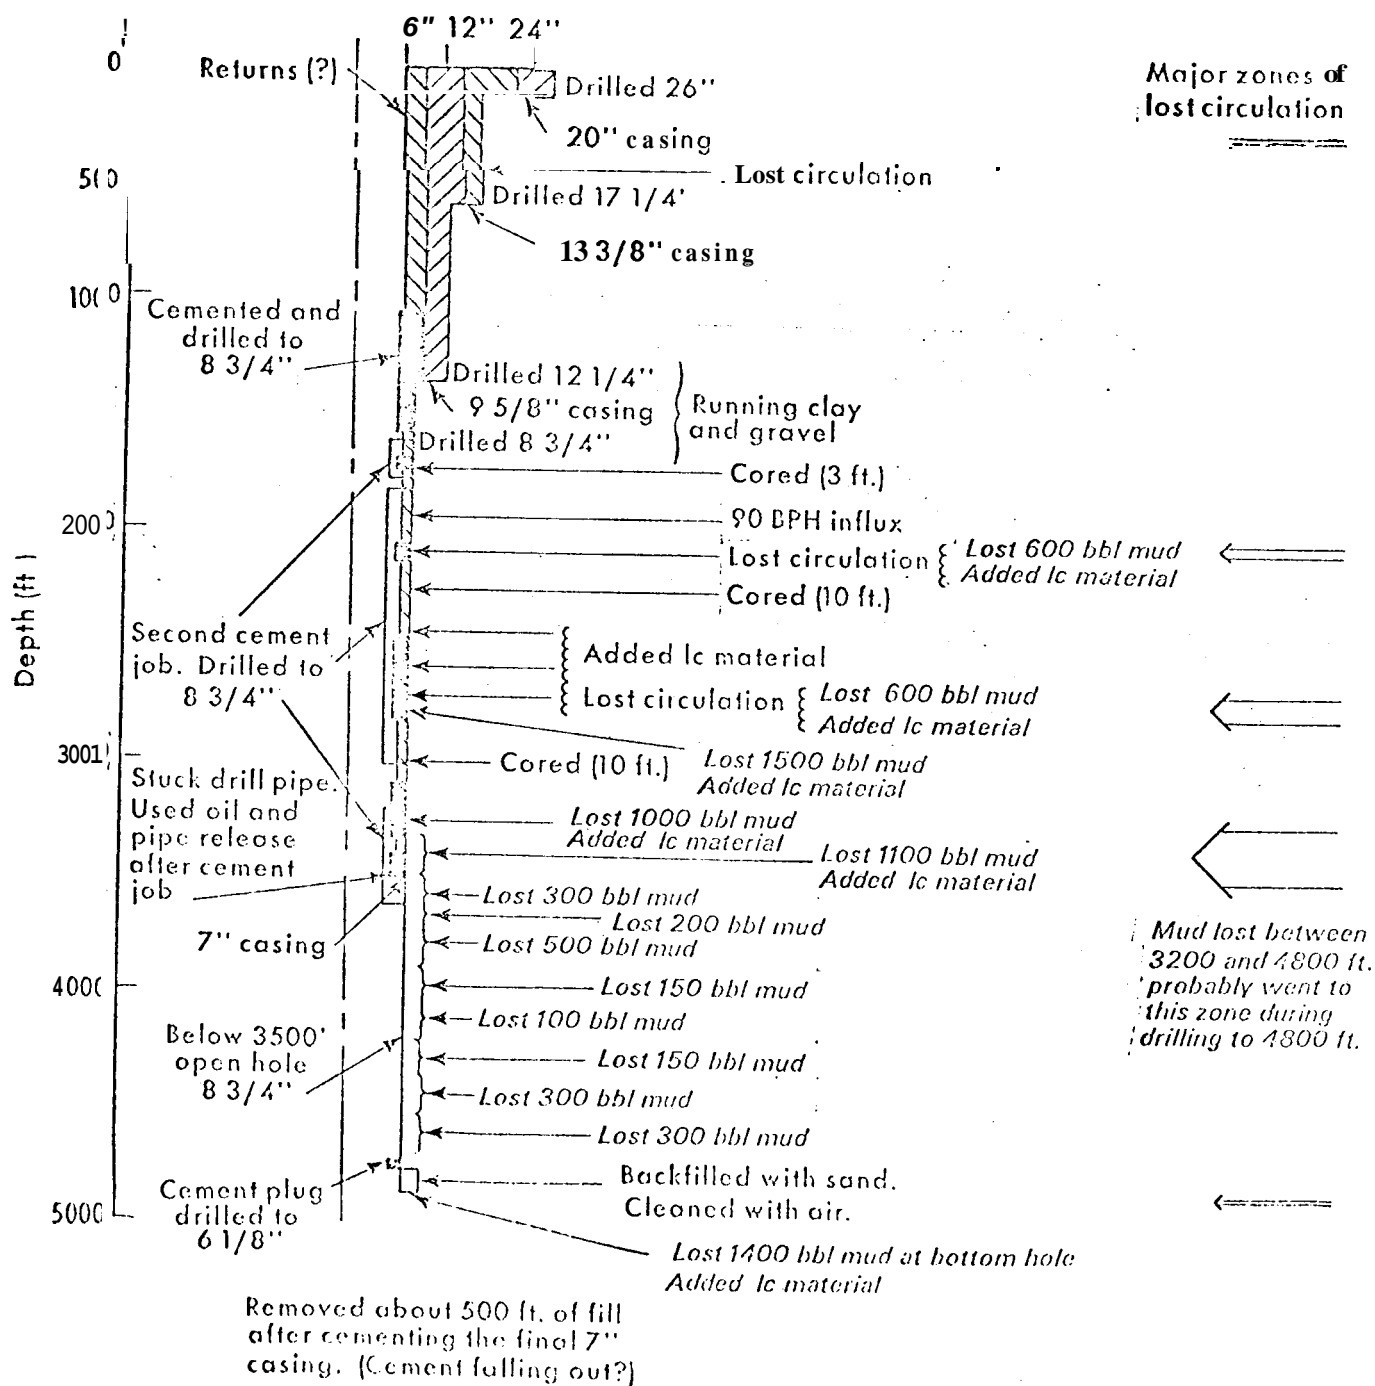 6" 12" 24"
0
Returns (?)
Drilled 26"
Major zones of
lost circulation
20" casing
Lost circulation
500
Drilled 17 1/4'
13 3/8" casing
1000
Cemented and
drilled to
8 3/4"
Drilled 12 1/4"
9 5/8" casing
Drilled 8 3/4"
Running clay
and gravel
Cored (3 ft.)
2000
90 BPH influx
Lost circulation
Lost 600 bbl mud
Added lc material
Cored (10 ft.)
Depth (ft)
Second cement
job. Drilled to
8 3/4"
Added lc material
Lost circulation
Lost 600 bbl mud
Added lc material
3001
Cored (10 ft.)
Lost 1500 bbl mud
Added lc material
Stuck drill pipe.
Used oil and
pipe release
after cement
job
Lost 1000 bbl mud
Added lc material
Lost 1100 bbl mud
Added lc material
Lost 300 bbl mud
Lost 200 bbl mud
7" casing
Lost 500 bbl mud
Mud lost between
3200 and 4800 ft.
probably went to
this zone during
drilling to 4800 ft.
4000
Lost 150 bbl mud
Lost 100 bbl mud
Below 3500'
open hole
8 3/4"
Lost 150 bbl mud
Lost 300 bbl mud
Lost 300 bbl mud
Backfilled with sand.
Cleaned with air.
Cement plug
drilled to
6 1/8"
5000
Lost 1400 bbl mud at bottom hole
Added lc material
Removed about 500 ft. of fill
after cementing the final 7"
casing. (Cement falling out?)